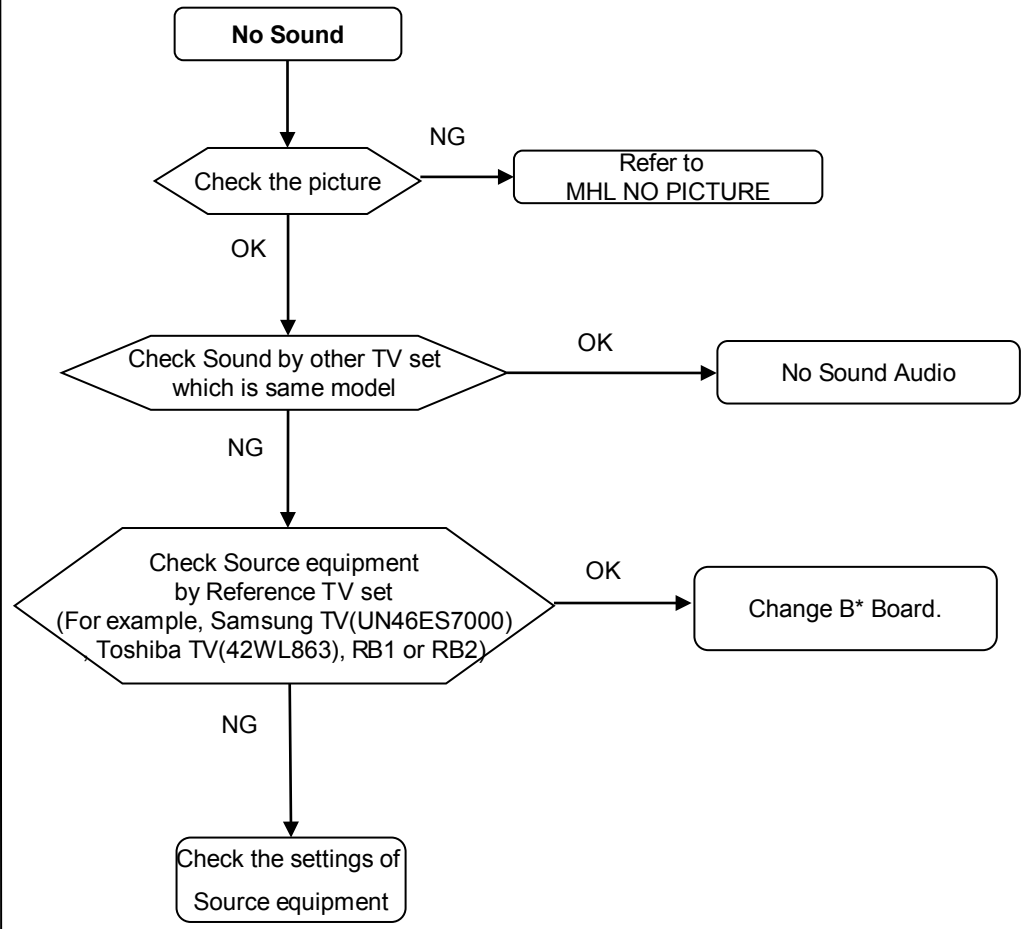 No Sound
NG
Check the picture
Refer to
MHL NO PICTURE
OK
Check Sound by other TV set
which is same model
OK
No Sound Audio
NG
Check Source equipment
by Reference TV set
(For example, Samsung TV(UN46ES7000)
, Toshiba TV(42WL863), RB1 or RB2)
OK
Change B* Board.
NG
Check the settings of
Source equipment